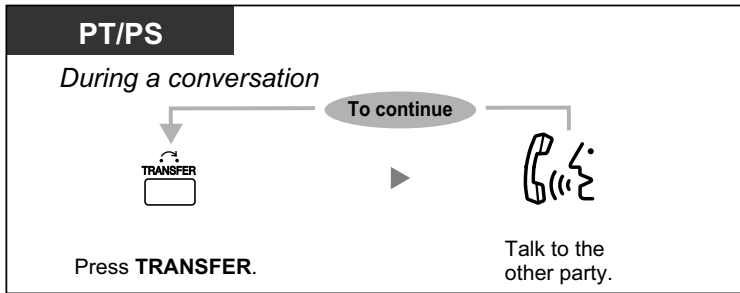 PT/PS
During a conversation
To continue
TRANSFER
Press TRANSFER.
Talk to the
other party.